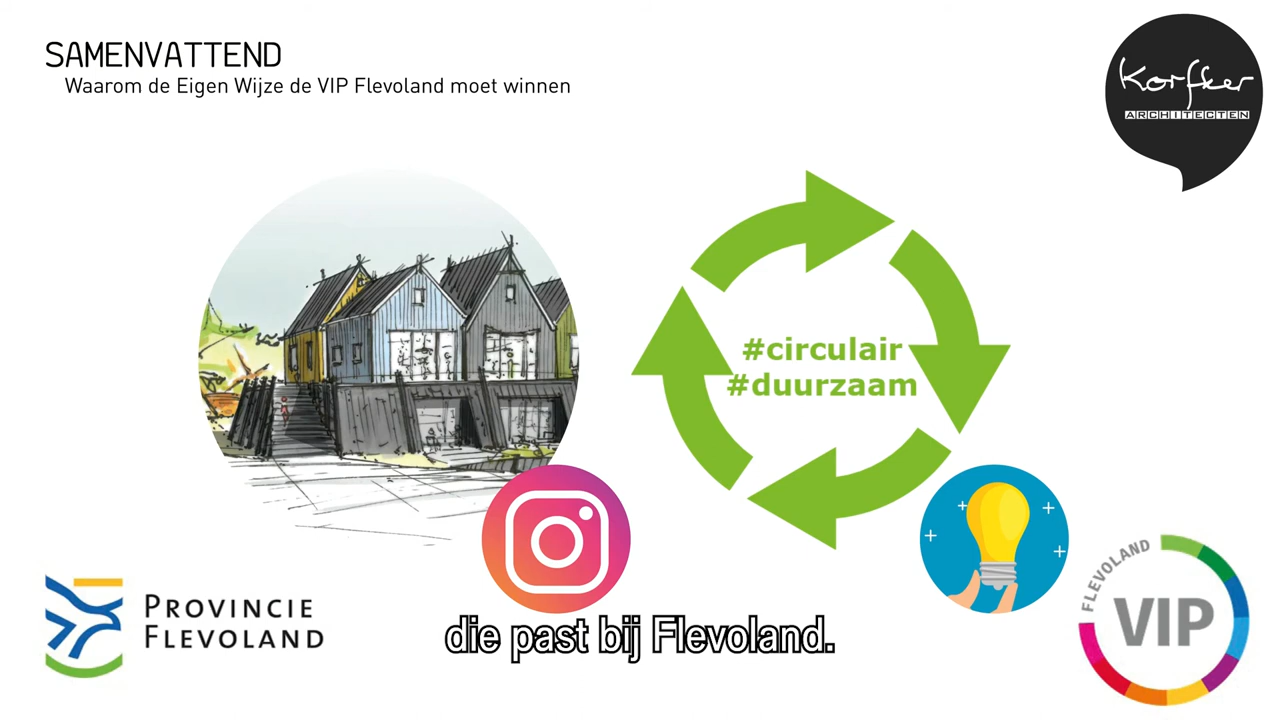 SAMENVATTEND
Waarom de Eigen Wijze de VIP Flevoland moet winnen
Korfker
ARCHITECTEN
#circulair
#duurzaam
PROVINCIE
FLEVOLAND
die past bij Flevoland.
FLEVOLAND
VIP